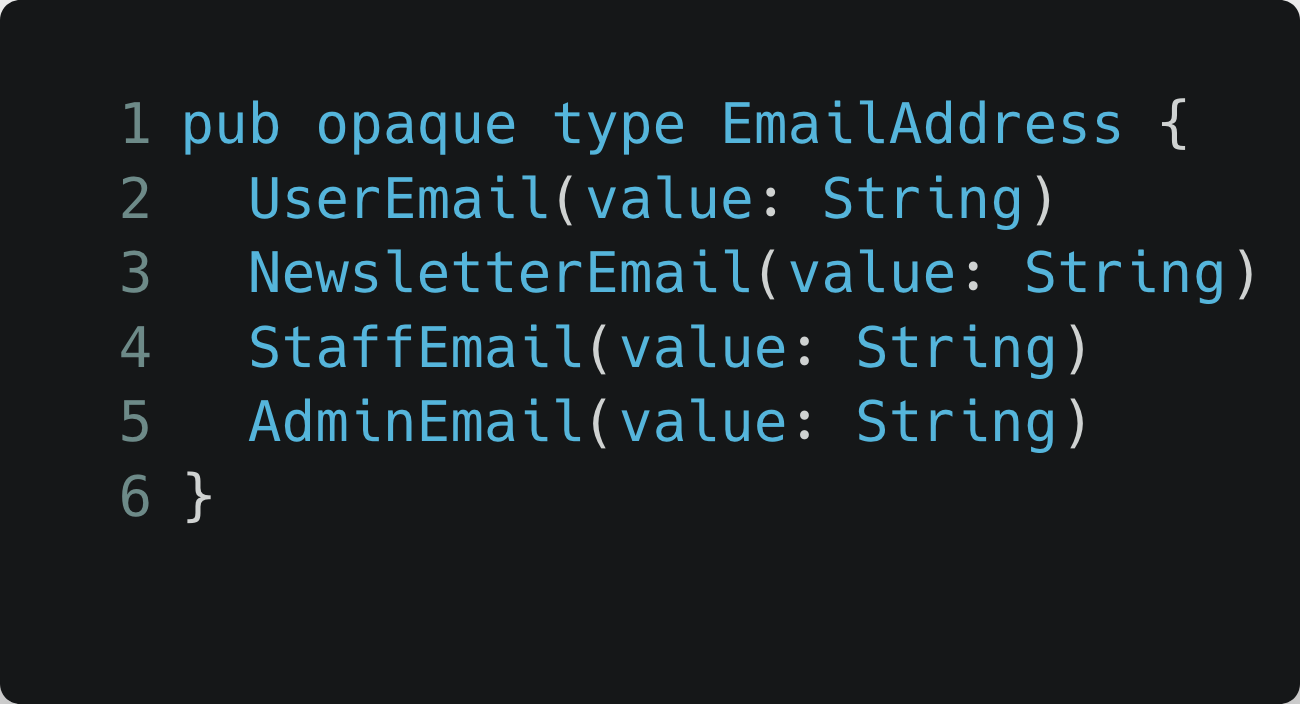 1 pub opaque type EmailAddress {
2   UserEmail(value: String)
3   NewsletterEmail(value: String)
4   StaffEmail(value: String)
5   AdminEmail(value: String)
6 }